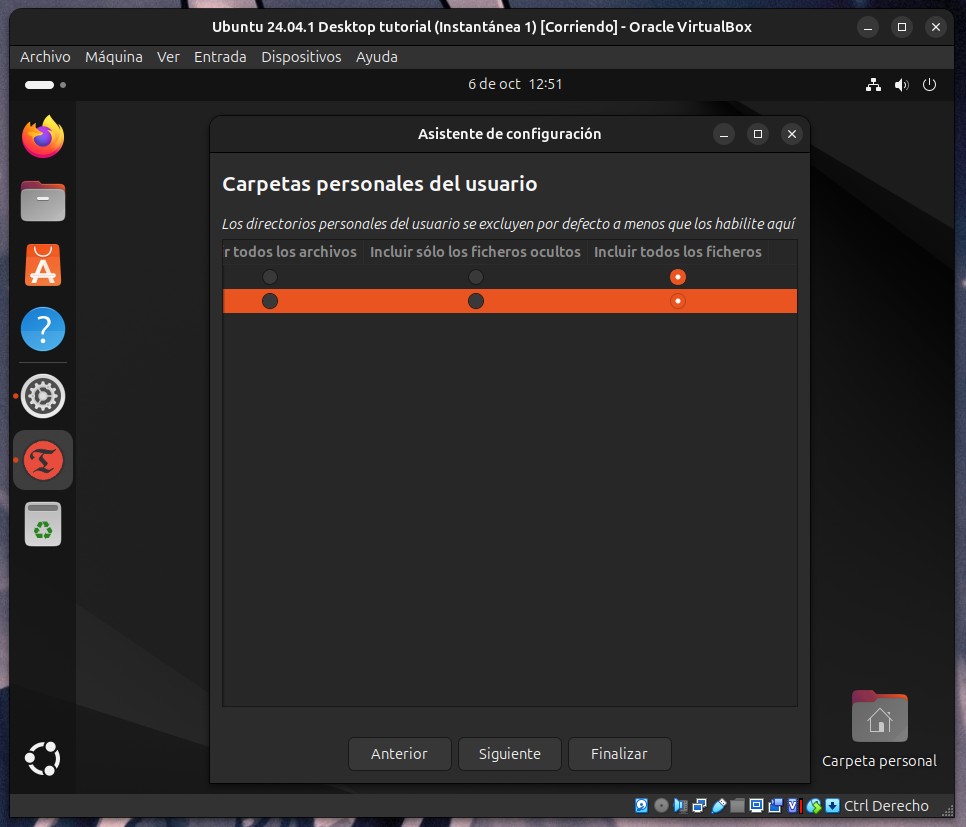 Ubuntu 24.04.1 Desktop tutorial (Instantánea 1) [Corriendo] - Oracle VirtualBox
Archivo Máquina Ver Entrada Dispositivos Ayuda
6 de oct 12:51
Asistente de configuración
Carpetas personales del usuario
Los directorios personales del usuario se excluyen por defecto a menos que los habilite aquí
r todos los archivos Incluir sólo los ficheros ocultos Incluir todos los ficheros
Anterior Siguiente Finalizar
Carpeta personal
Ctrl Derecho